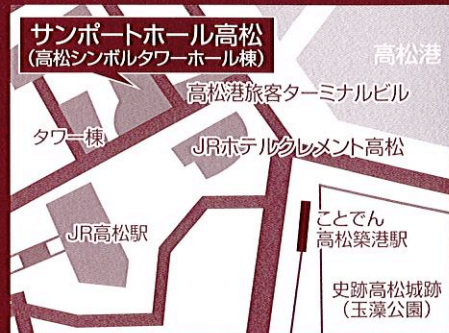 サンポートホール高松
(高松シンボルタワーホール棟)
高松港
高松港旅客ターミナルビル
タワー棟
JRホテルクレメント高松
JR高松駅
ことでん
高松築港駅
史跡高松城跡
(玉藻公園)